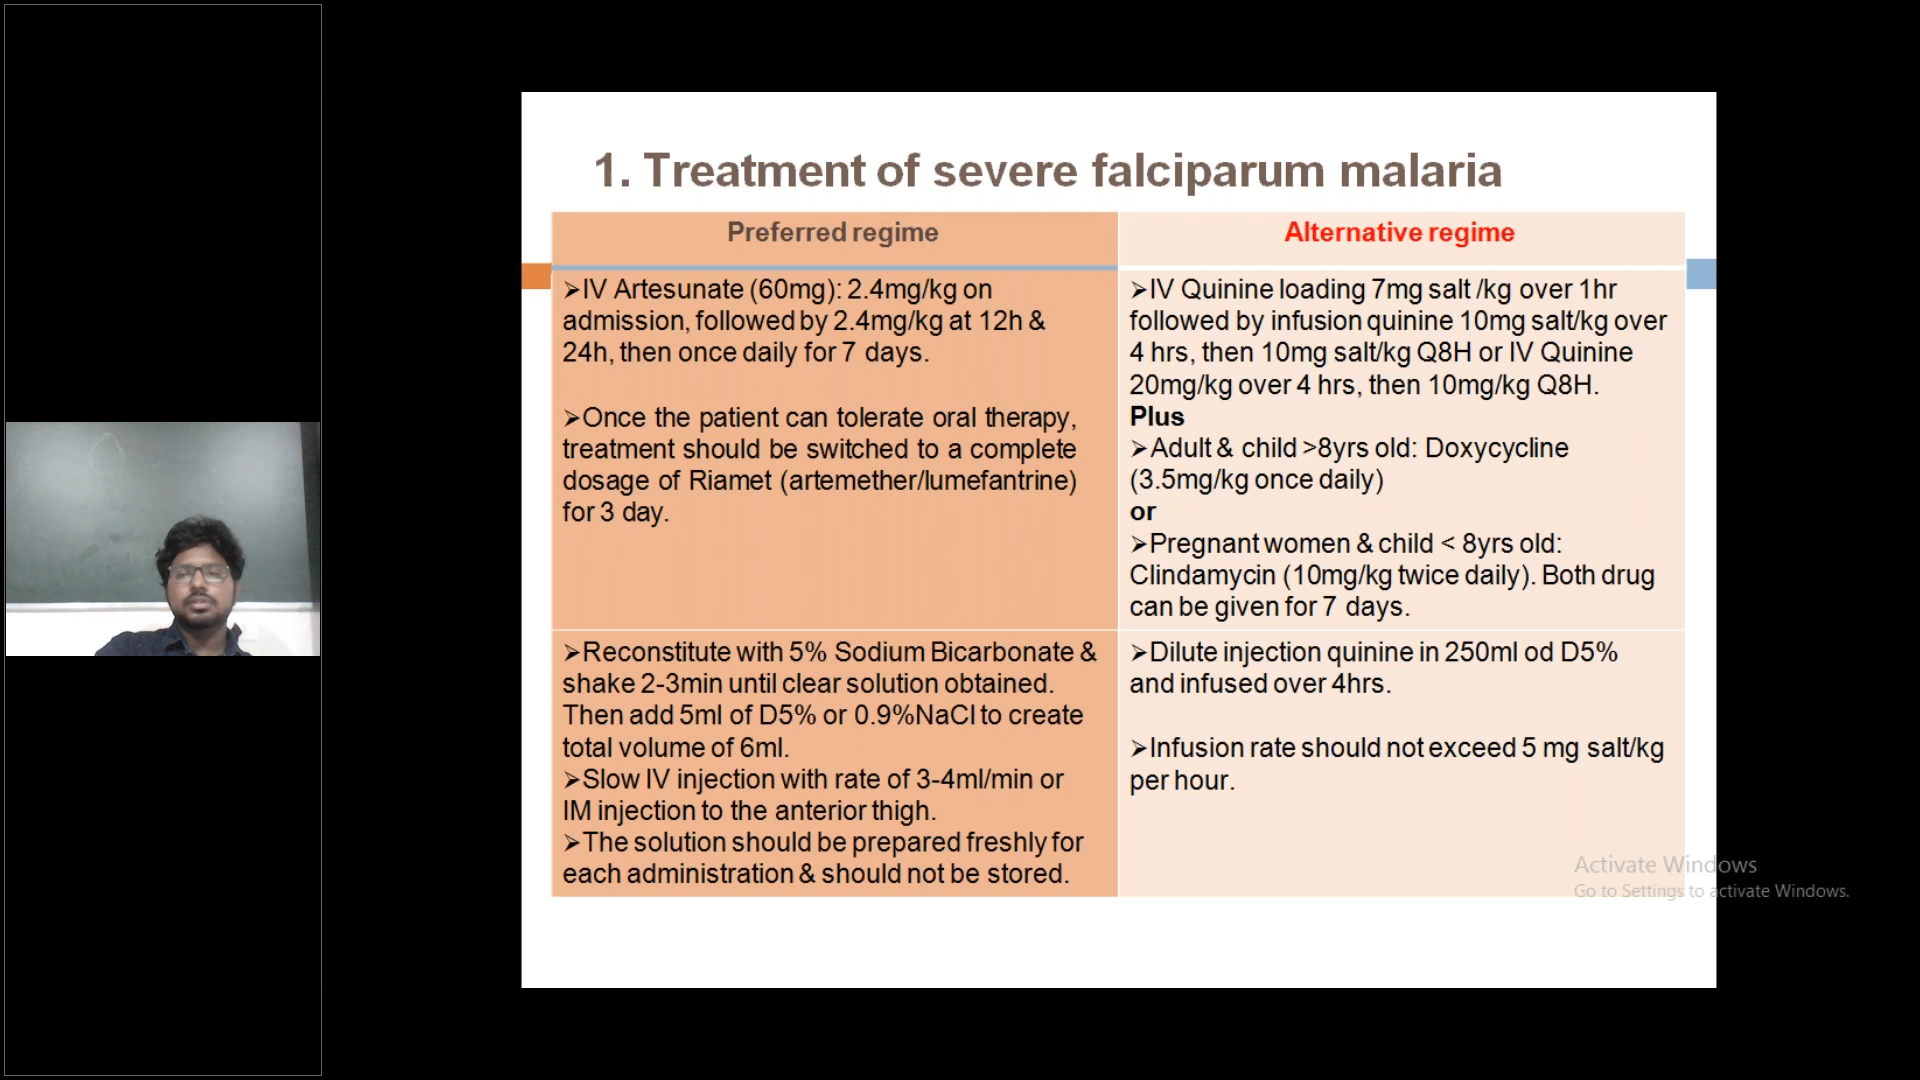 1. Treatment of severe falciparum malaria
Preferred regime
Alternative regime
➢IV Artesunate (60mg): 2.4mg/kg on
admission, followed by 2.4mg/kg at 12h &
24h, then once daily for 7 days.
➢Once the patient can tolerate oral therapy,
treatment should be switched to a complete
dosage of Riamet (artemether/lumefantrine)
for 3 day.
➢IV Quinine loading 7mg salt /kg over 1hr
followed by infusion quinine 10mg salt/kg over
4 hrs, then 10mg salt/kg Q8H or IV Quinine
20mg/kg over 4 hrs, then 10mg/kg Q8H.
Plus
➢Adult & child >8yrs old: Doxycycline
(3.5mg/kg once daily)
or
➢Pregnant women & child < 8yrs old:
Clindamycin (10mg/kg twice daily). Both drug
can be given for 7 days.
➢Reconstitute with 5% Sodium Bicarbonate &
shake 2-3min until clear solution obtained.
Then add 5ml of D5% or 0.9%NaCl to create
total volume of 6ml.
➢Slow IV injection with rate of 3-4ml/min or
IM injection to the anterior thigh.
➢The solution should be prepared freshly for
each administration & should not be stored.
➢Dilute injection quinine in 250ml od D5%
and infused over 4hrs.
➢Infusion rate should not exceed 5 mg salt/kg
per hour.
Activate Windows
Go to Settings to activate Windows.